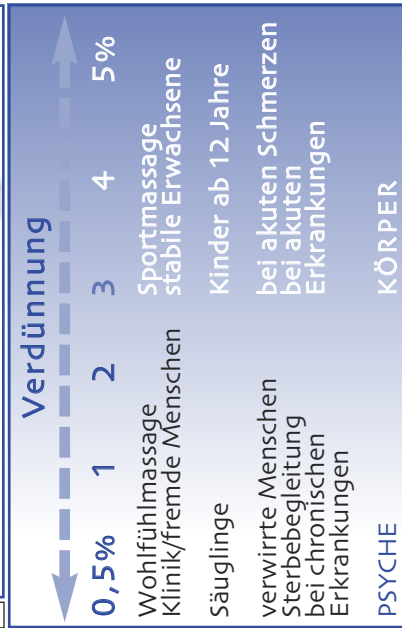 Verdünnung
0,5% 1 2 3 4 5%
Wohlfühlmassage
Klinik/fremde Menschen
Sportmassage
stabile Erwachsene
Säuglinge
Kinder ab 12 Jahre
verwirrte Menschen
Sterbebegleitung
bei chronischen
Erkrankungen
bei akuten Schmerzen
bei akuten
Erkrankungen
PSYCHE
KÖRPER